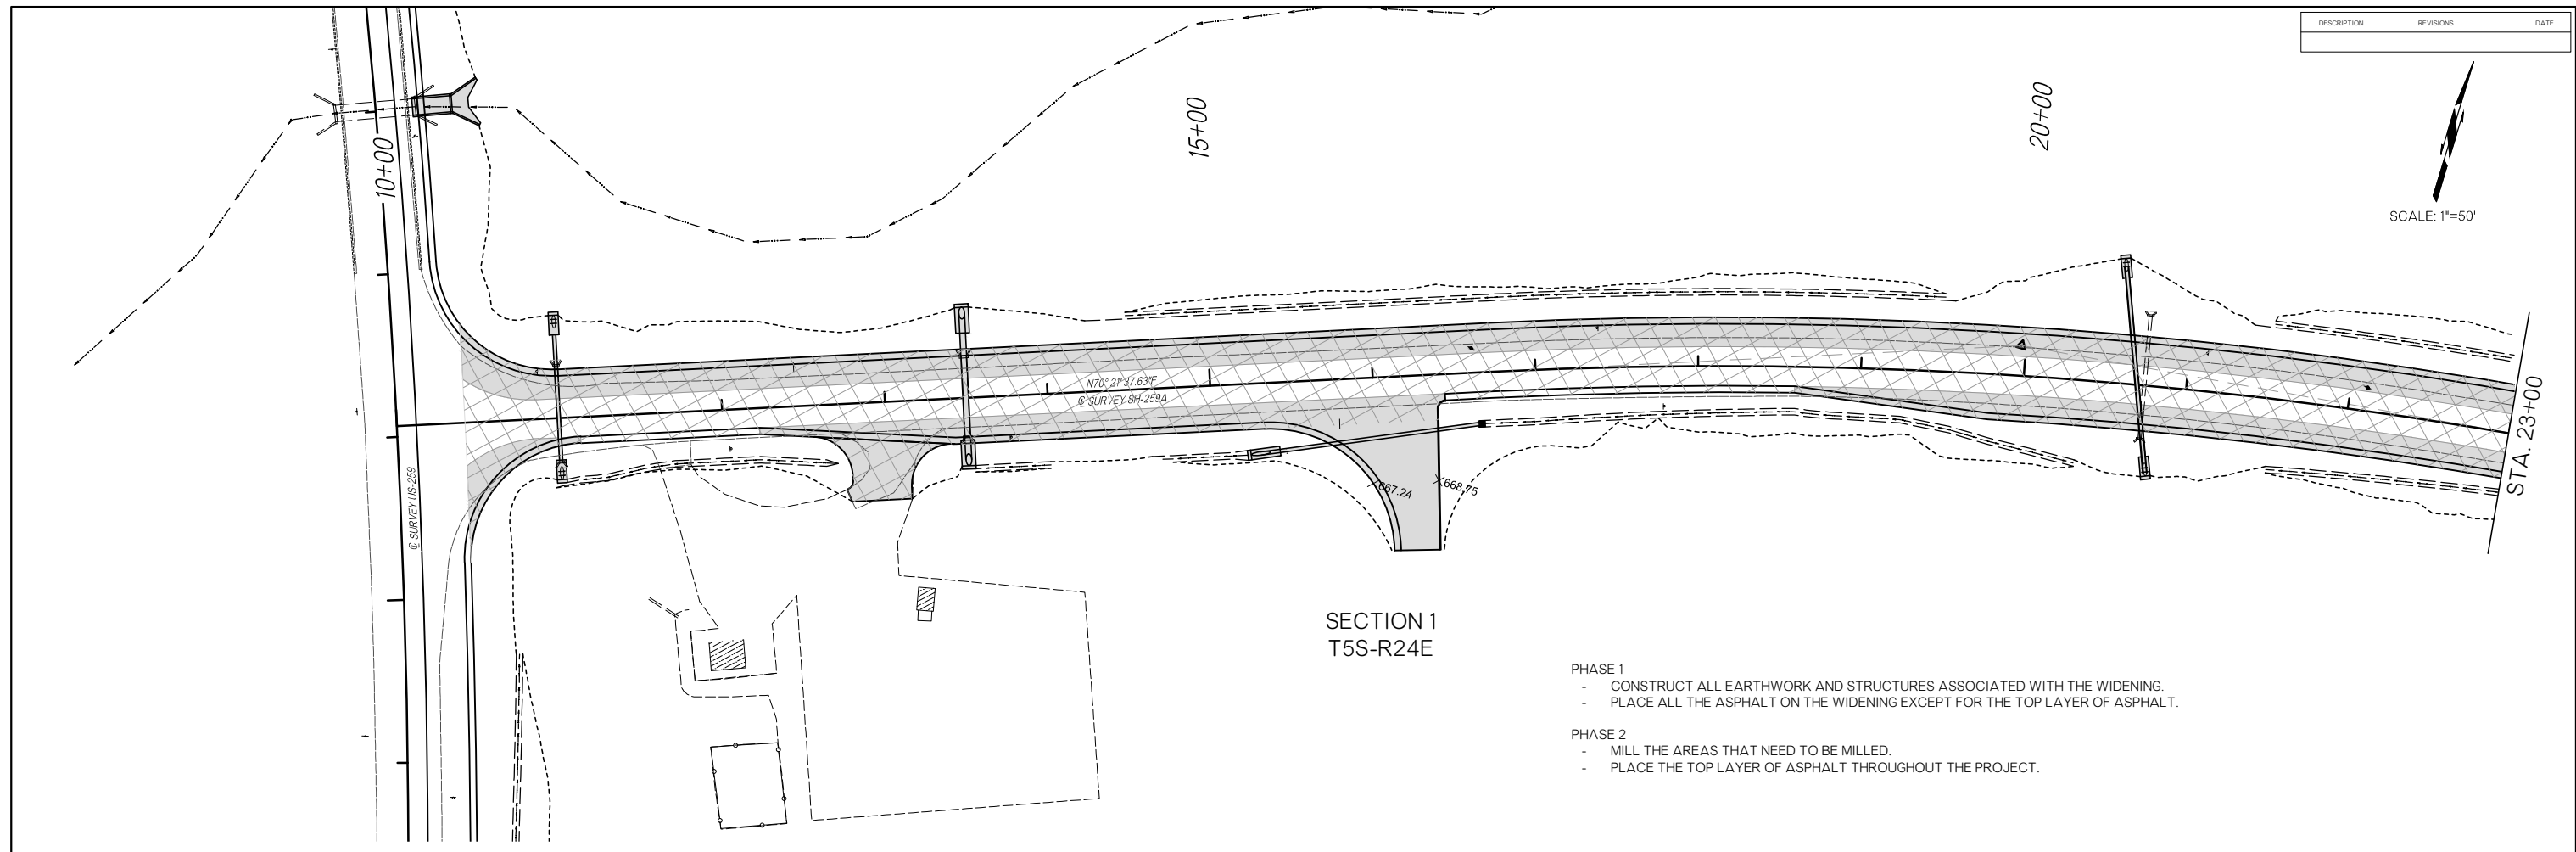 DESCRIPTION REVISIONS DATE
10+00
15+00
20+00
SCALE: 1"=50'
N70° 21' 37.63"E
℄ SURVEY SH-259A
℄ SURVEY US-259
667.24
668.75
STA. 23+00
SECTION 1
T5S-R24E
PHASE 1
- CONSTRUCT ALL EARTHWORK AND STRUCTURES ASSOCIATED WITH THE WIDENING.
- PLACE ALL THE ASPHALT ON THE WIDENING EXCEPT FOR THE TOP LAYER OF ASPHALT.
PHASE 2
- MILL THE AREAS THAT NEED TO BE MILLED.
- PLACE THE TOP LAYER OF ASPHALT THROUGHOUT THE PROJECT.